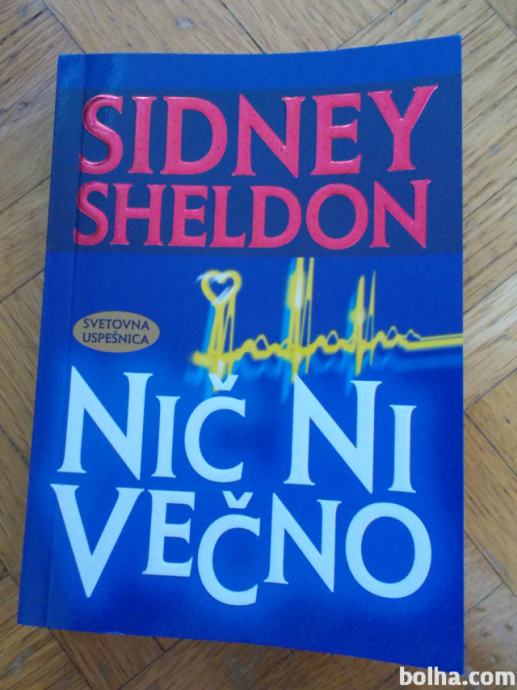 SIDNEY
SHELDON
SVETOVNA
USPEŠNICA
NIČ NI
VEČNO
bolha.com